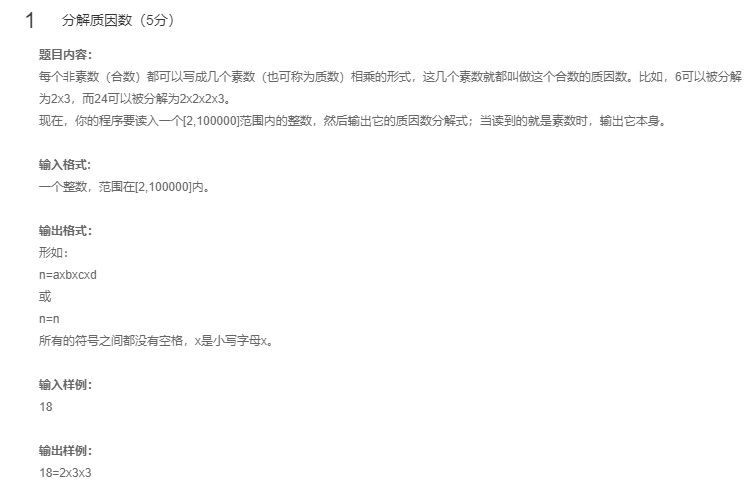 1 分解质因数（5分）
题目内容：
每个非素数（合数）都可以写成几个素数（也可称为质数）相乘的形式，这几个素数就都叫做这个合数的质因数。比如，6可以被分解
为2x3，而24可以被分解为2x2x2x3。
现在，你的程序要读入一个[2,100000]范围内的整数，然后输出它的质因数分解式；当读到的就是素数时，输出它本身。
输入格式:
一个整数，范围在[2,100000]内。
输出格式：
形如：
n=axbxcxd
或
n=n
所有的符号之间都没有空格，x是小写字母x。
输入样例：
18
输出样例：
18=2x3x3